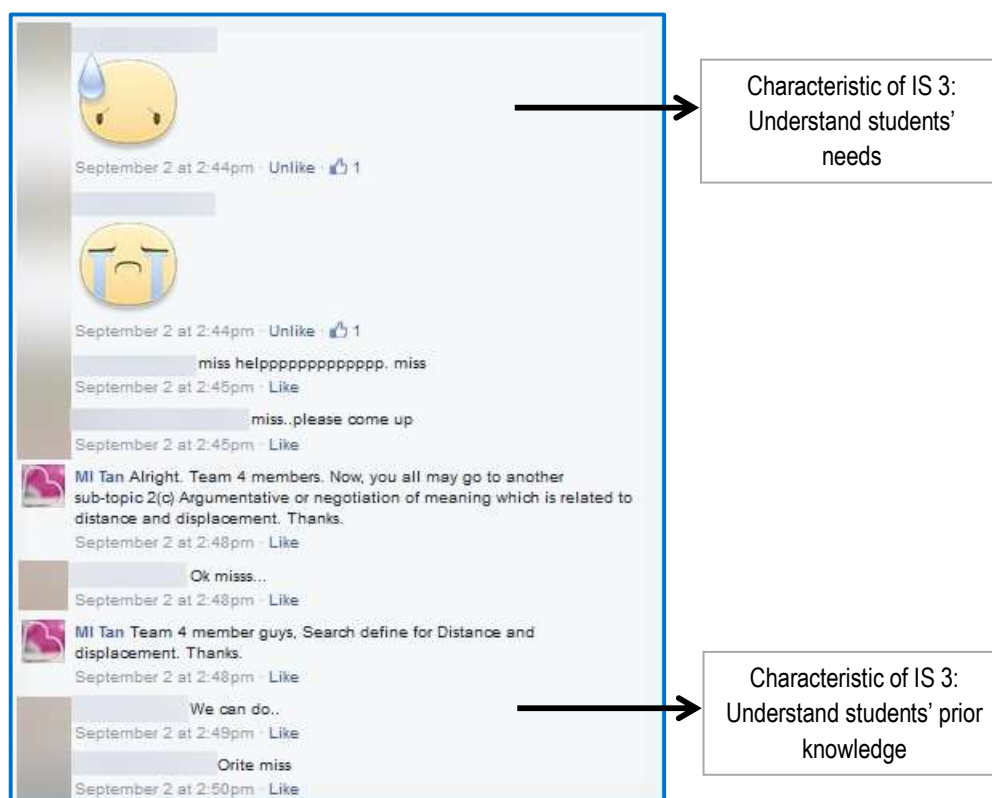 September 2 at 2:44pm · Unlike · 1
September 2 at 2:44pm · Unlike · 1
miss helppppppppppppp. miss
September 2 at 2:45pm · Like
miss..please come up
September 2 at 2:45pm · Like
MI Tan Alright. Team 4 members. Now, you all may go to another
sub-topic 2(c) Argumentative or negotiation of meaning which is related to
distance and displacement. Thanks.
September 2 at 2:48pm · Like
Ok misss...
September 2 at 2:48pm · Like
MI Tan Team 4 member guys, Search define for Distance and
displacement. Thanks.
September 2 at 2:48pm · Like
We can do..
September 2 at 2:49pm · Like
Orite miss
September 2 at 2:50pm · Like
Characteristic of IS 3:
Understand students’
needs
Characteristic of IS 3:
Understand students’ prior
knowledge